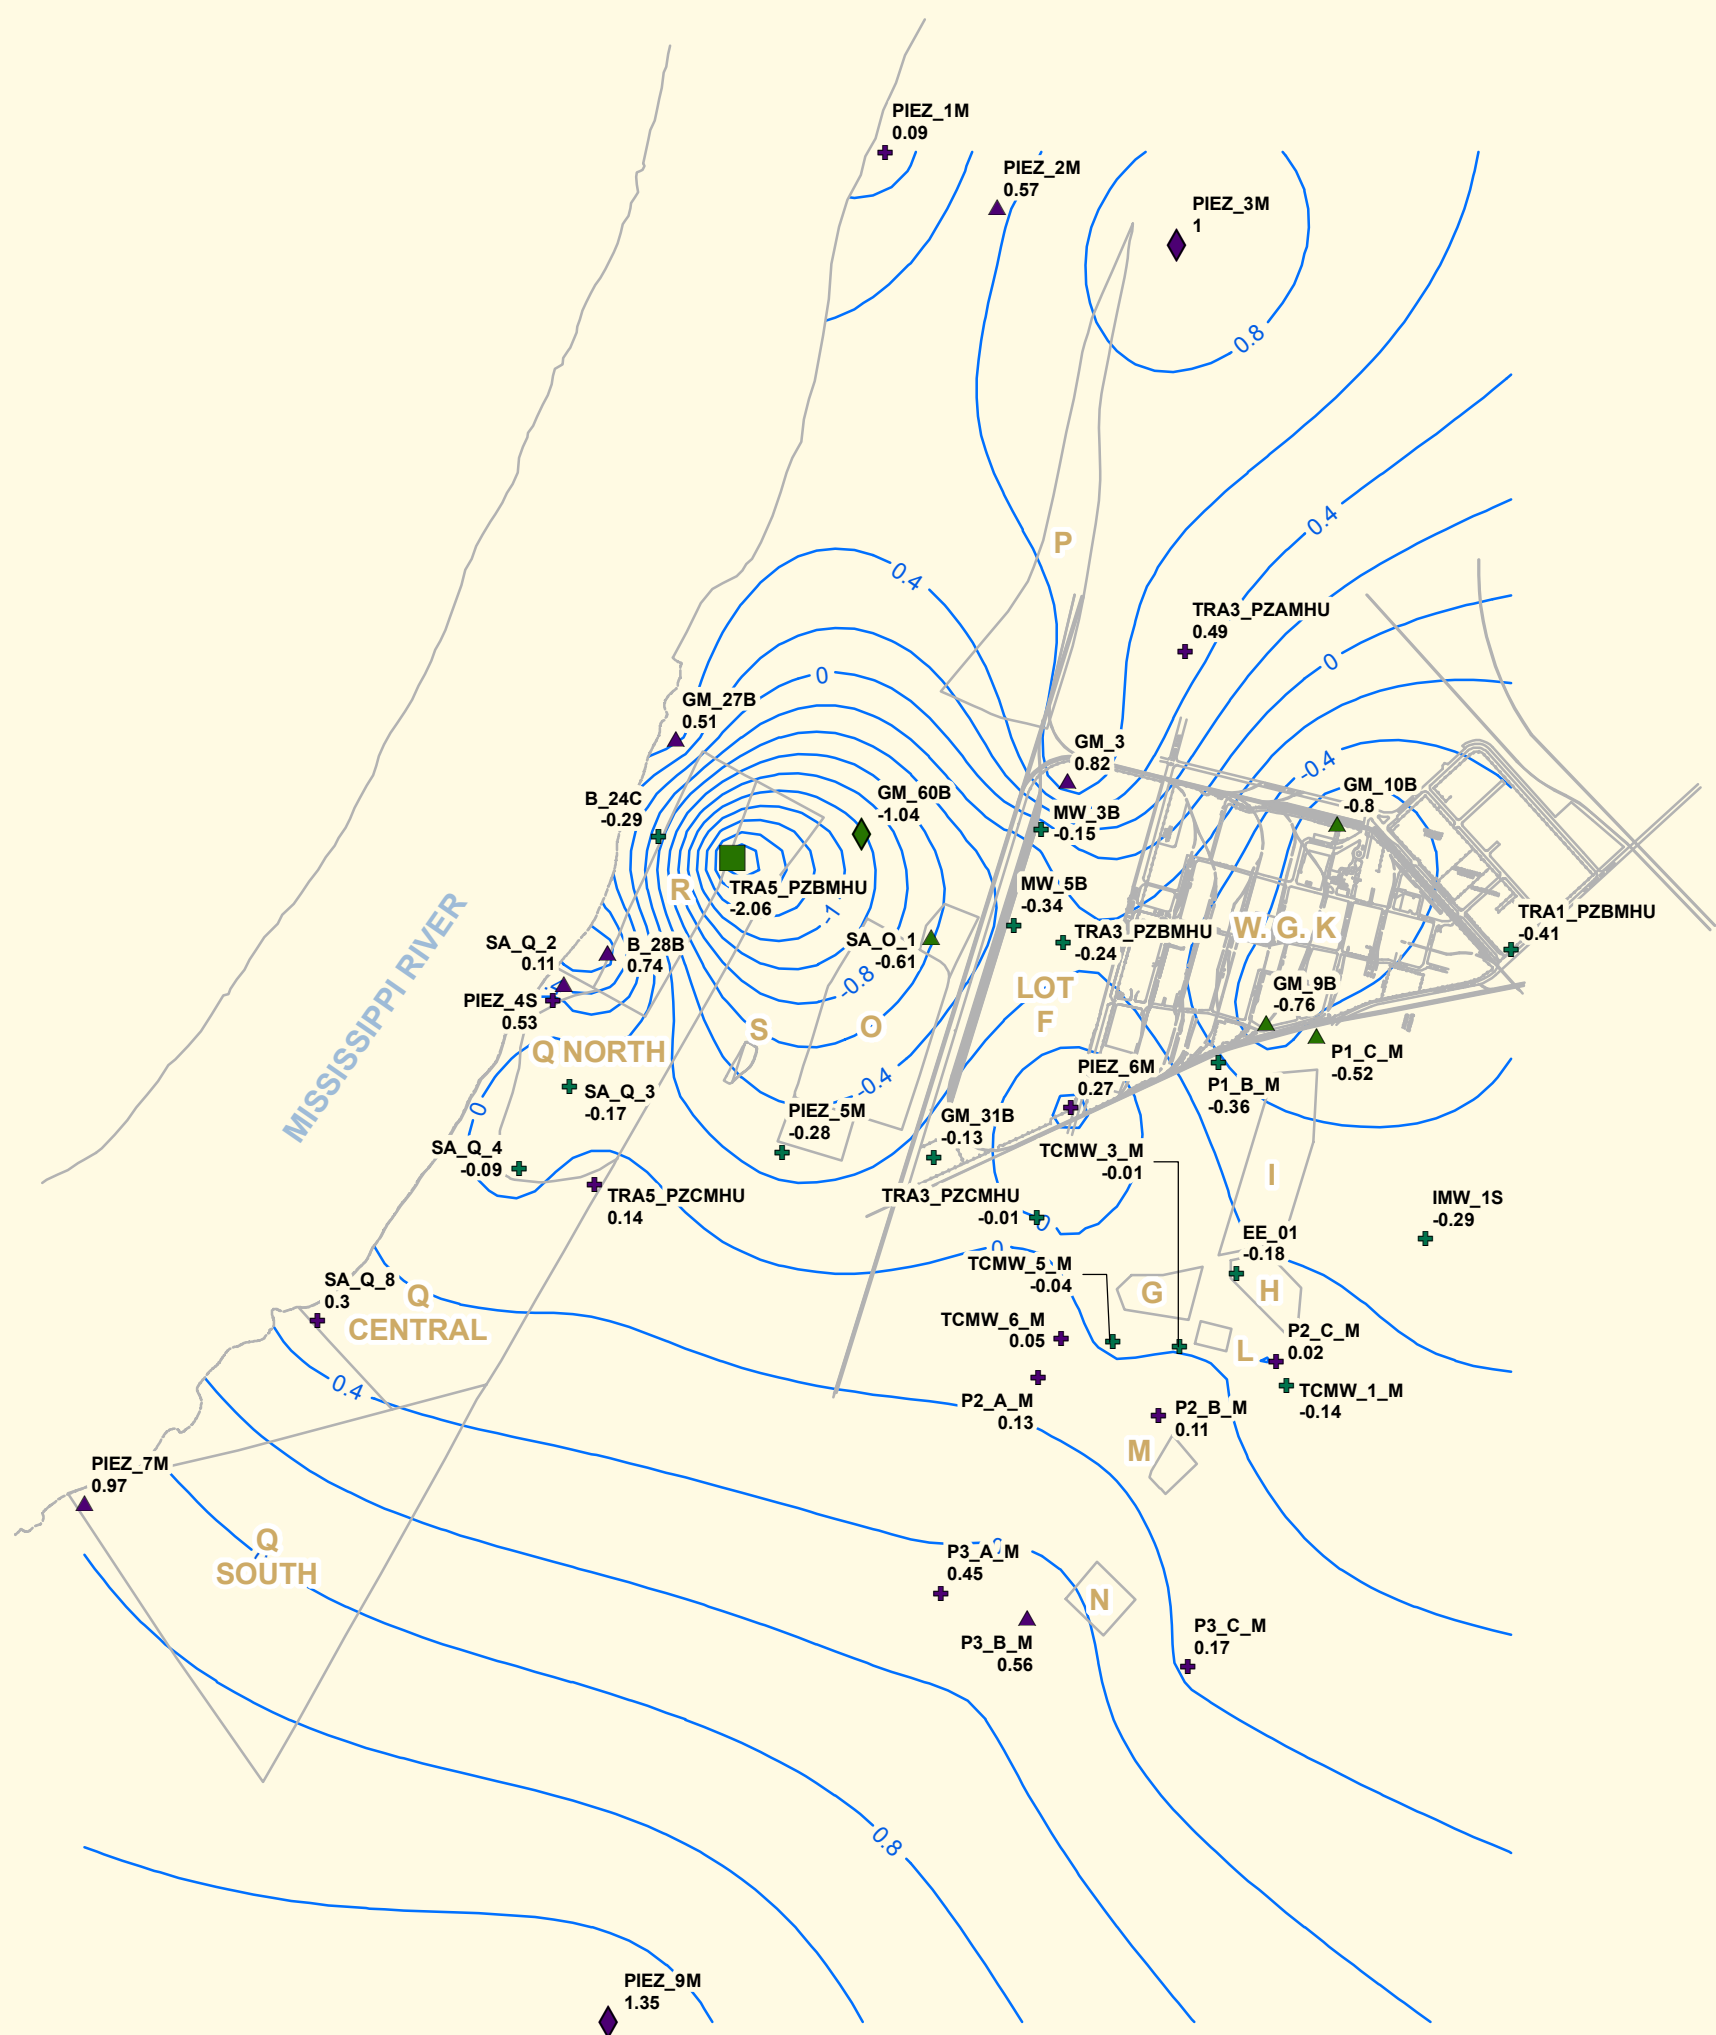 PIEZ_1M
0.09
PIEZ_2M
0.57
PIEZ_3M
1
0.8
0.4
P
0.4
TRA3_PZAMHU
0.49
0
0
GM_27B
0.51
GM_3
0.82
-0.4
GM_10B
-0.8
B_24C
-0.29
GM_60B
-1.04
MW_3B
-0.15
R
TRA5_PZBMHU
-2.06
-1
MW_5B
-0.34
TRA3_PZBMHU
-0.24
W. G. K
TRA1_PZBMHU
-0.41
MISSISSIPPI RIVER
SA_Q_2
0.11
B_28B
0.74
SA_O_1
-0.61
-0.8
PIEZ_4S
0.53
LOT
F
GM_9B
-0.76
S
O
Q NORTH
P1_C_M
-0.52
PIEZ_6M
0.27
P1_B_M
-0.36
-0.4
SA_Q_3
-0.17
0
PIEZ_5M
-0.28
GM_31B
-0.13
SA_Q_4
-0.09
TCMW_3_M
-0.01
I
TRA5_PZCMHU
0.14
TRA3_PZCMHU
-0.01
0
IMW_1S
-0.29
EE_01
-0.18
0
TCMW_5_M
-0.04
SA_Q_8
0.3
Q
CENTRAL
G
H
TCMW_6_M
0.05
P2_C_M
0.02
L
0.4
P2_A_M
0.13
TCMW_1_M
-0.14
P2_B_M
0.11
M
PIEZ_7M
0.97
Q
SOUTH
P3_A_M
0.45
N
P3_B_M
0.56
P3_C_M
0.17
0.8
PIEZ_9M
1.35